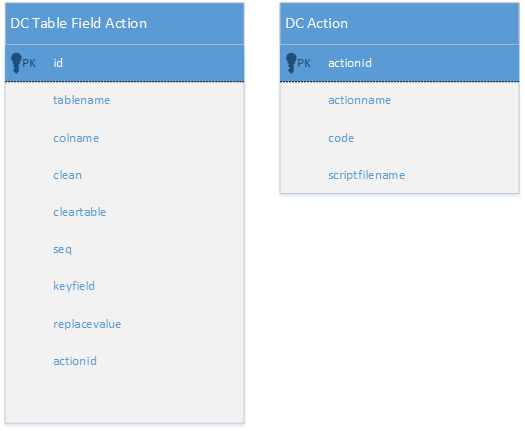 DC Table Field Action
PK id
tablename
colname
clean
cleartable
seq
keyfield
replacevalue
actionid
DC Action
PK actionid
actionname
code
scriptfilename